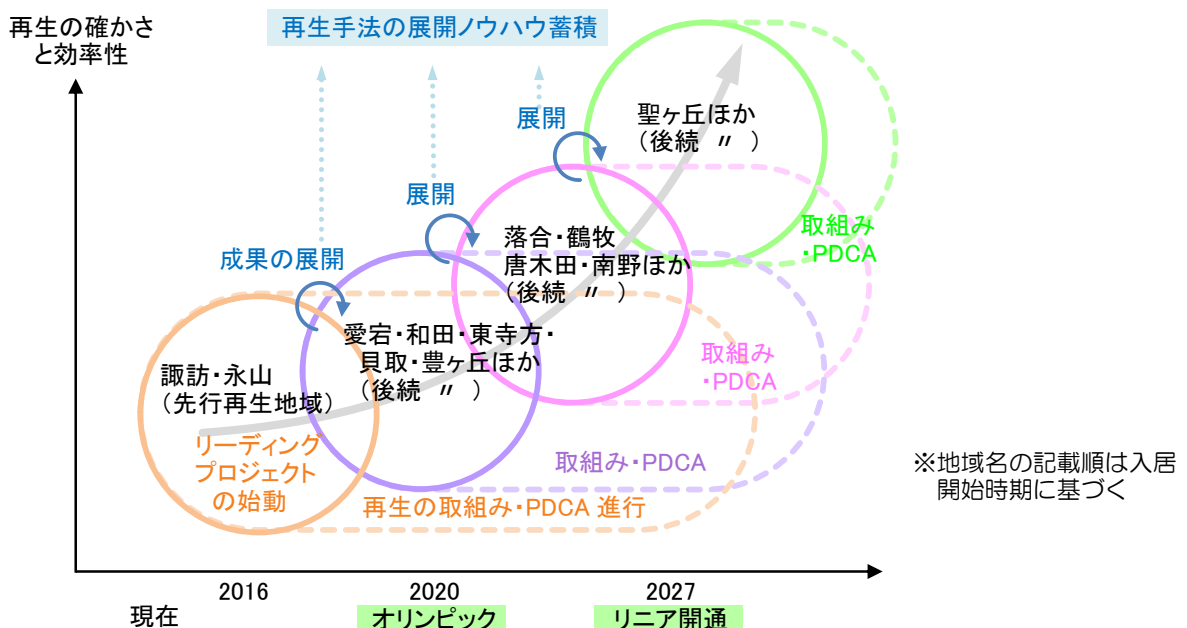 再生の確かさ
と効率性
再生手法の展開ノウハウ蓄積
展開
聖ヶ丘ほか
（後続 〃 ）
展開
取組み
・PDCA
落合・鶴牧
唐木田・南野ほか
（後続 〃 ）
成果の展開
愛宕・和田・東寺方・
貝取・豊ヶ丘ほか
（後続 〃 ）
取組み
・PDCA
諏訪・永山
（先行再生地域）
リーディング
プロジェクト
の始動
取組み・PDCA
再生の取組み・PDCA 進行
※地域名の記載順は入居
開始時期に基づく
2016
2020
2027
現在
オリンピック
リニア開通